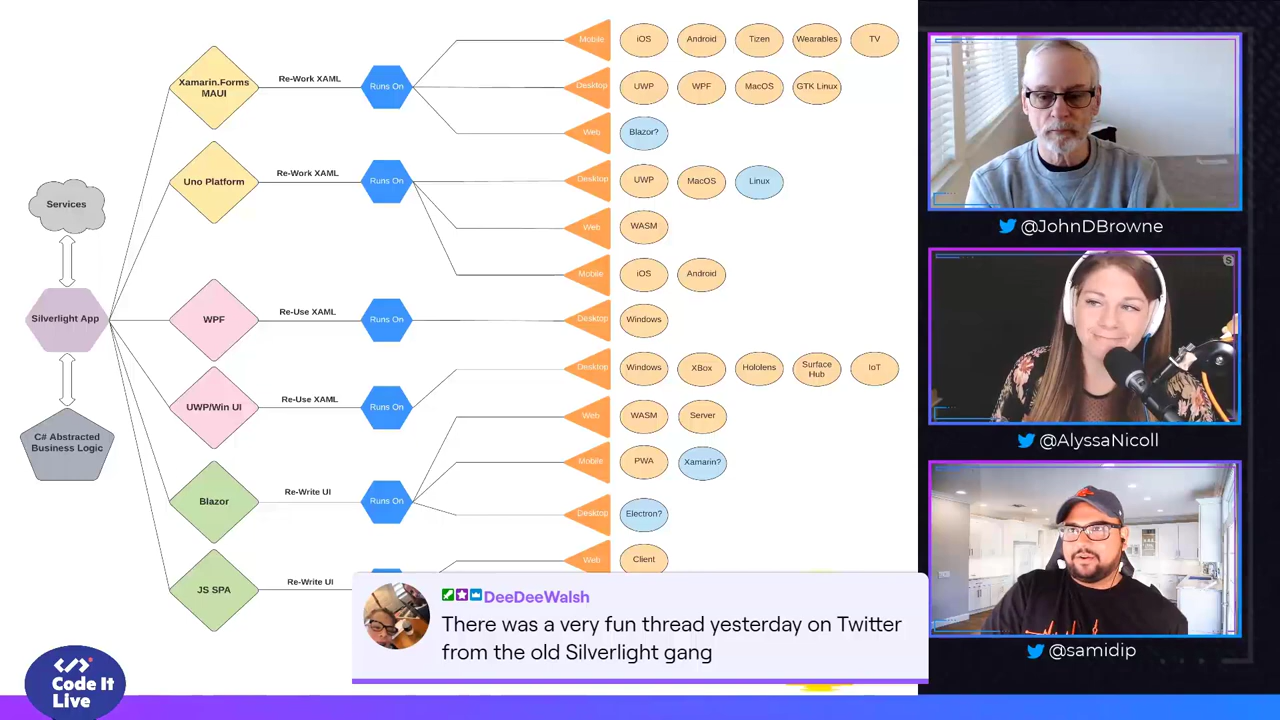 Services
Silverlight App
C# Abstracted
Business Logic
Xamarin.Forms
MAUI
Re-Work XAML
Runs On
Mobile
iOS
Android
Tizen
Wearables
TV
Desktop
UWP
WPF
MacOS
GTK Linux
Web
Blazor?
Uno Platform
Re-Work XAML
Runs On
Desktop
UWP
MacOS
Linux
Web
WASM
Mobile
iOS
Android
WPF
Re-Use XAML
Runs On
Desktop
Windows
UWP/Win UI
Re-Use XAML
Runs On
Desktop
Windows
XBox
Hololens
Surface
Hub
IoT
Blazor
Re-Write UI
Runs On
Web
WASM
Server
Mobile
PWA
Xamarin?
Desktop
Electron?
JS SPA
Re-Write UI
Web
Client
DeeDeeWalsh
There was a very fun thread yesterday on Twitter
from the old Silverlight gang
Code It
Live
@JohnDBrowne
@AlyssaNicoll
@samidip